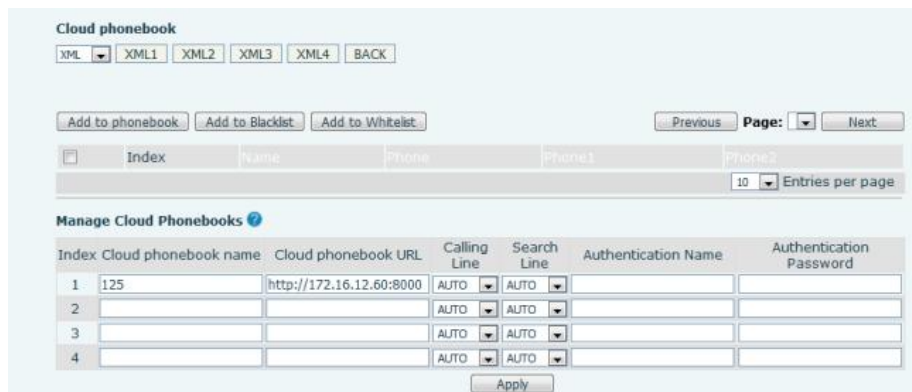 Cloud phonebook
XML XML1 XML2 XML3 XML4 BACK
Add to phonebook Add to Blacklist Add to Whitelist Previous Page: Next
Index Name Phone Phone1 Phone2
10 Entries per page
Manage Cloud Phonebooks ?
Index Cloud phonebook name Cloud phonebook URL Calling Line Search Line Authentication Name Authentication Password
1 125 http://172.16.12.60:8000 AUTO AUTO
2 AUTO AUTO
3 AUTO AUTO
4 AUTO AUTO
Apply